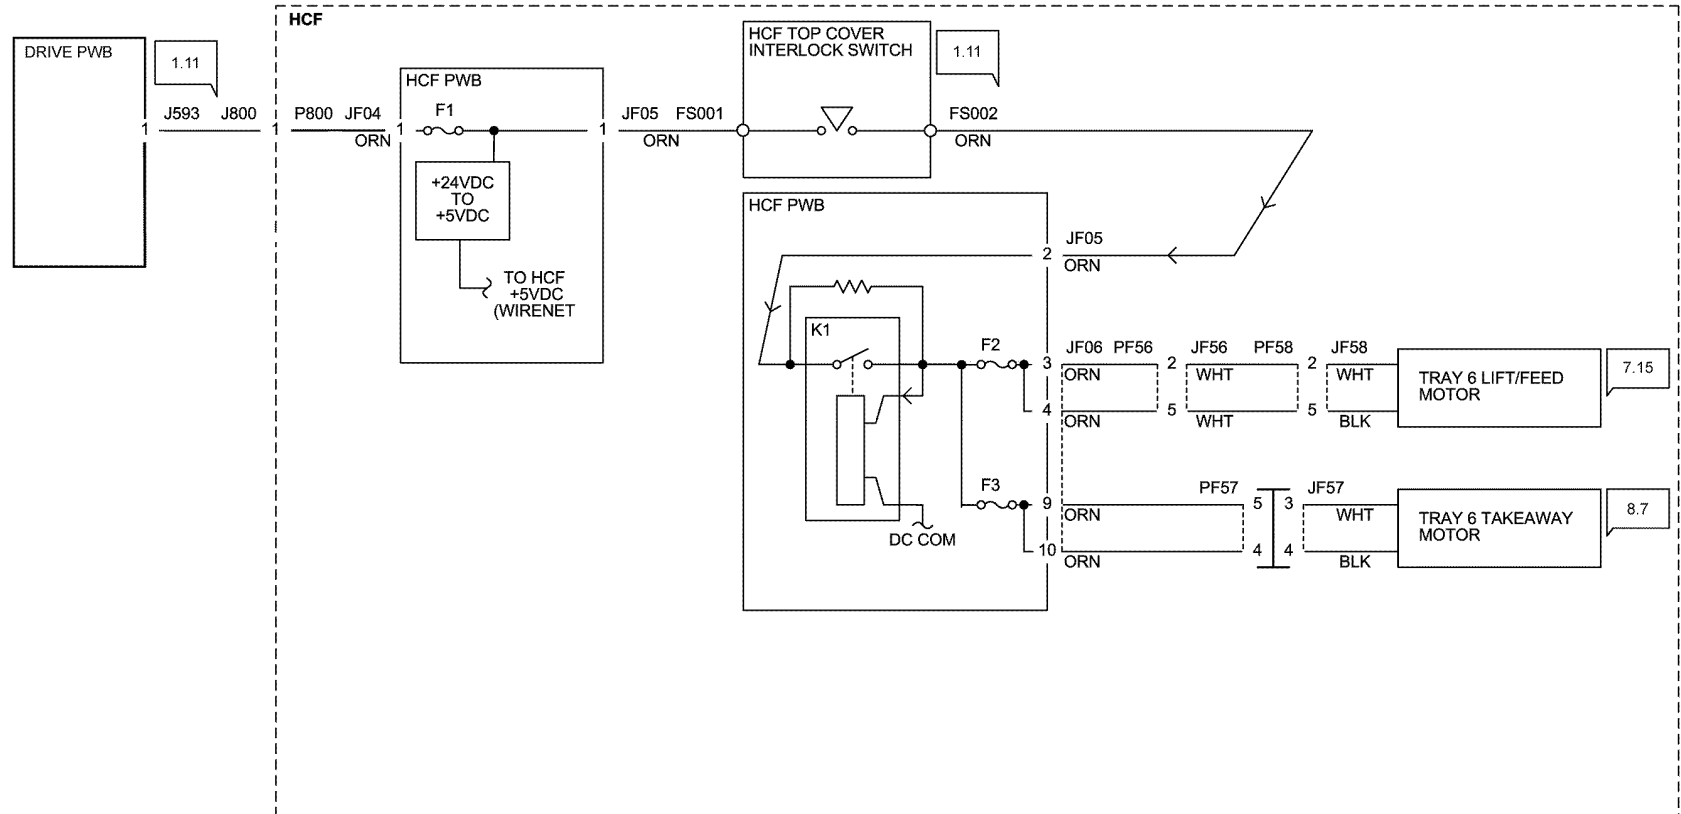 HCF
DRIVE PWB
1.11
1
J593
J800
1
P800
JF04
ORN
1
HCF PWB
F1
+24VDC
TO
+5VDC
TO HCF
+5VDC
(WIRENET
1
JF05
FS001
ORN
HCF TOP COVER
INTERLOCK SWITCH
1.11
FS002
ORN
HCF PWB
2
JF05
ORN
K1
F2
3
JF06
PF56
2
JF56
PF58
2
JF58
ORN
WHT
WHT
4
5
5
ORN
WHT
BLK
TRAY 6 LIFT/FEED
MOTOR
7.15
F3
9
ORN
PF57
5
3
JF57
WHT
DC COM
10
ORN
4
4
BLK
TRAY 6 TAKEAWAY
MOTOR
8.7